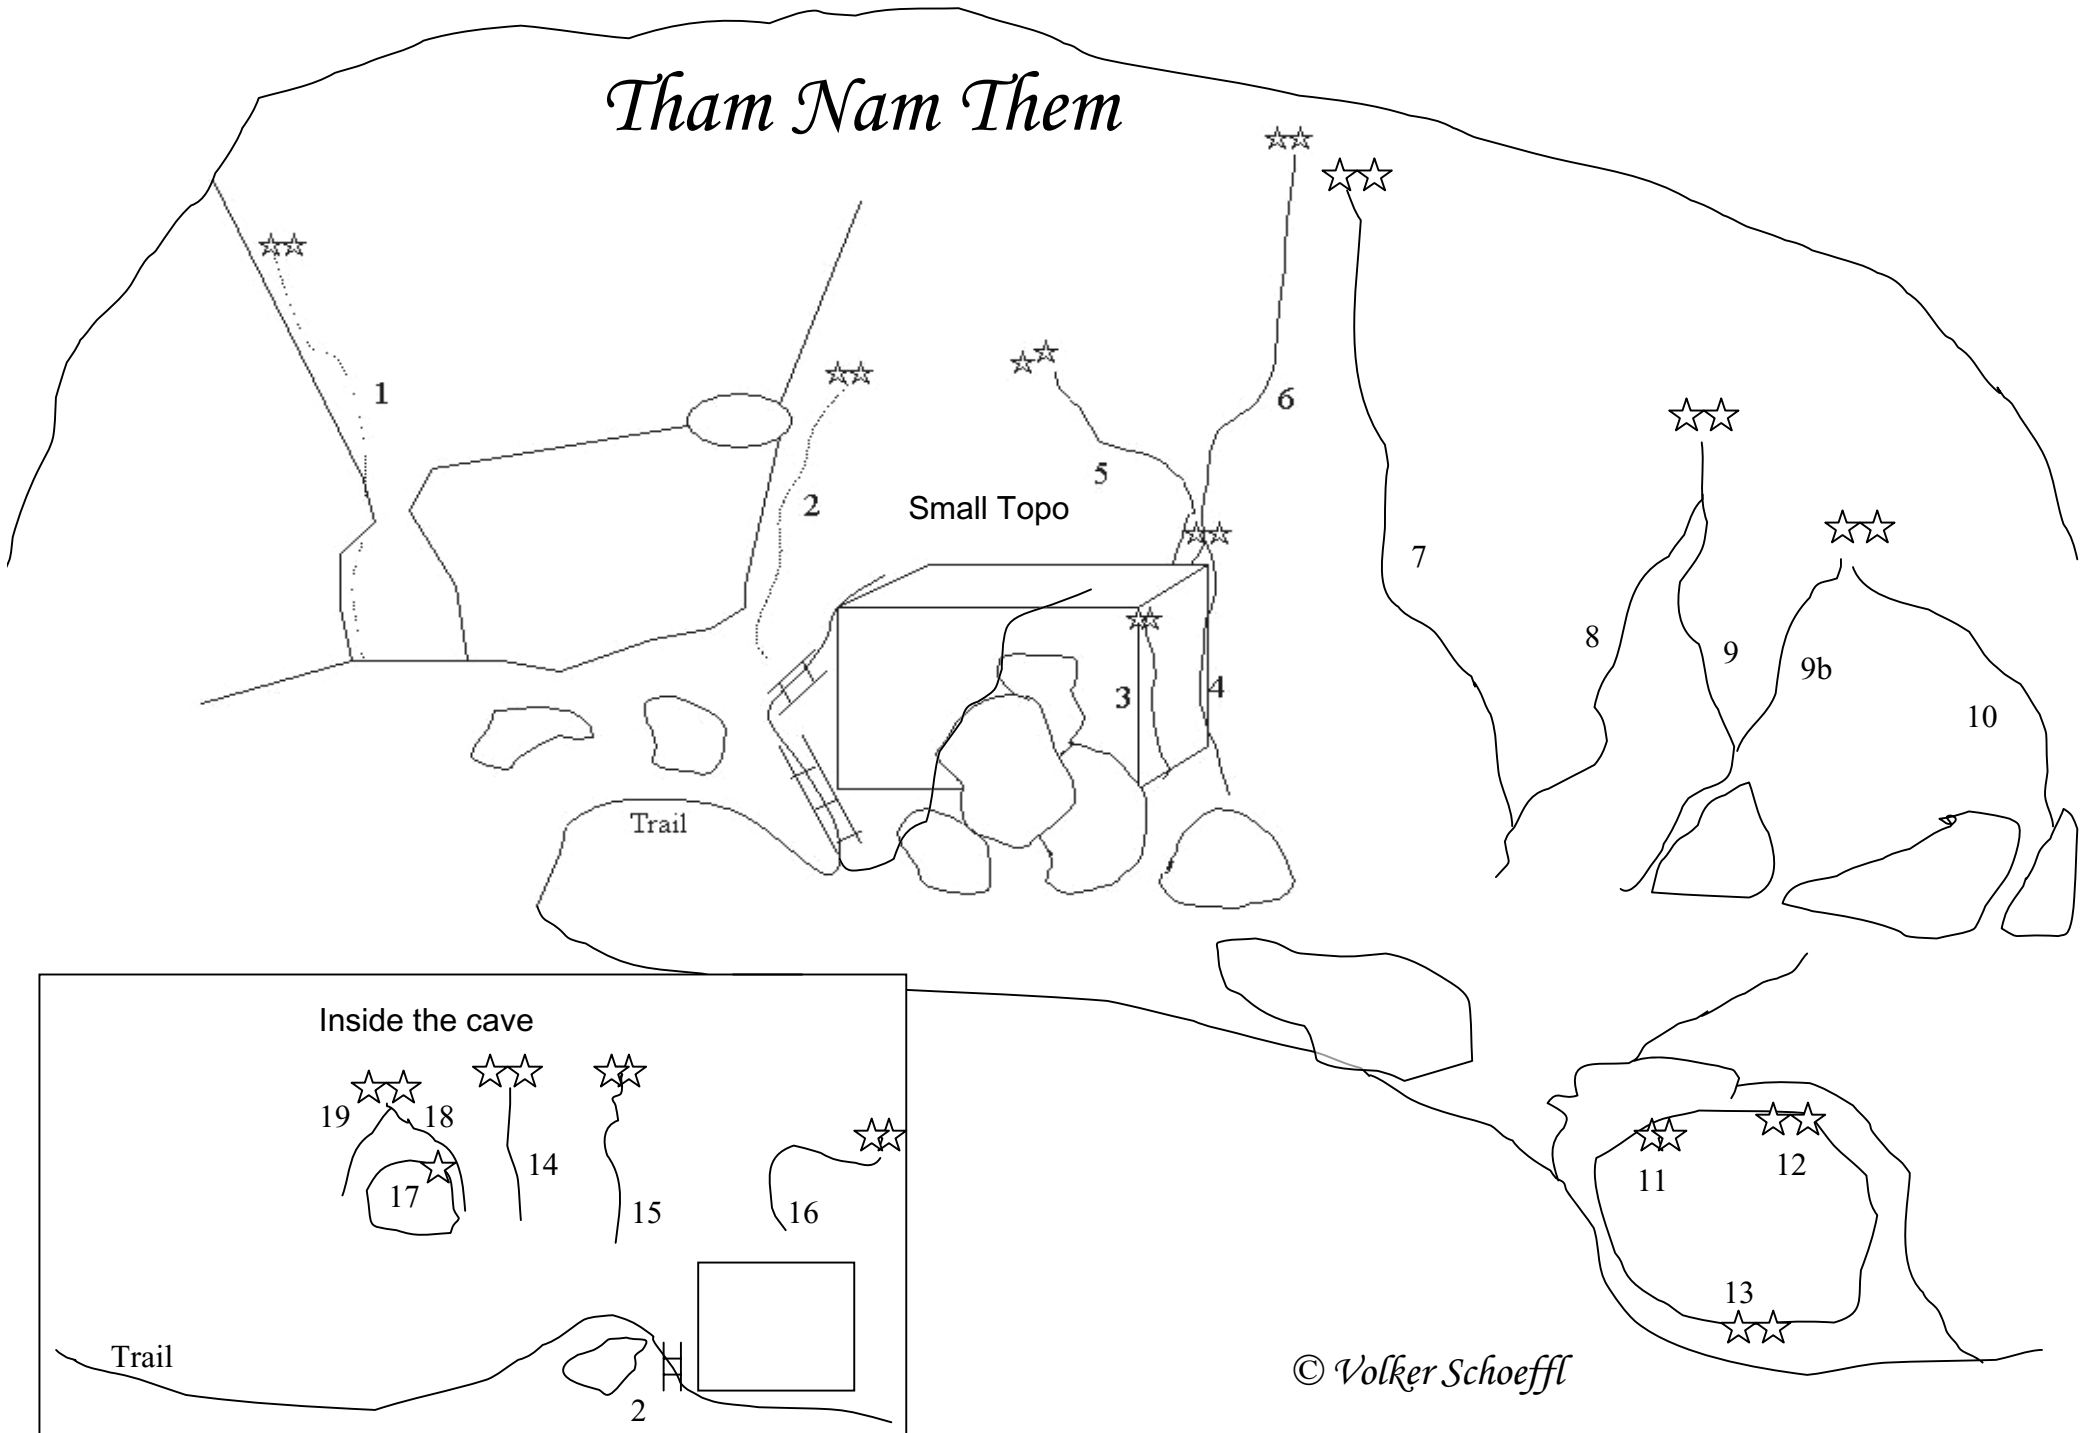 Tham Nam Them
1
6
5
2
Small Topo
7
8
9
9b
3
4
10
Trail
Inside the cave
19
18
14
17
15
16
11
12
13
Trail
2
© Volker Schoeffl